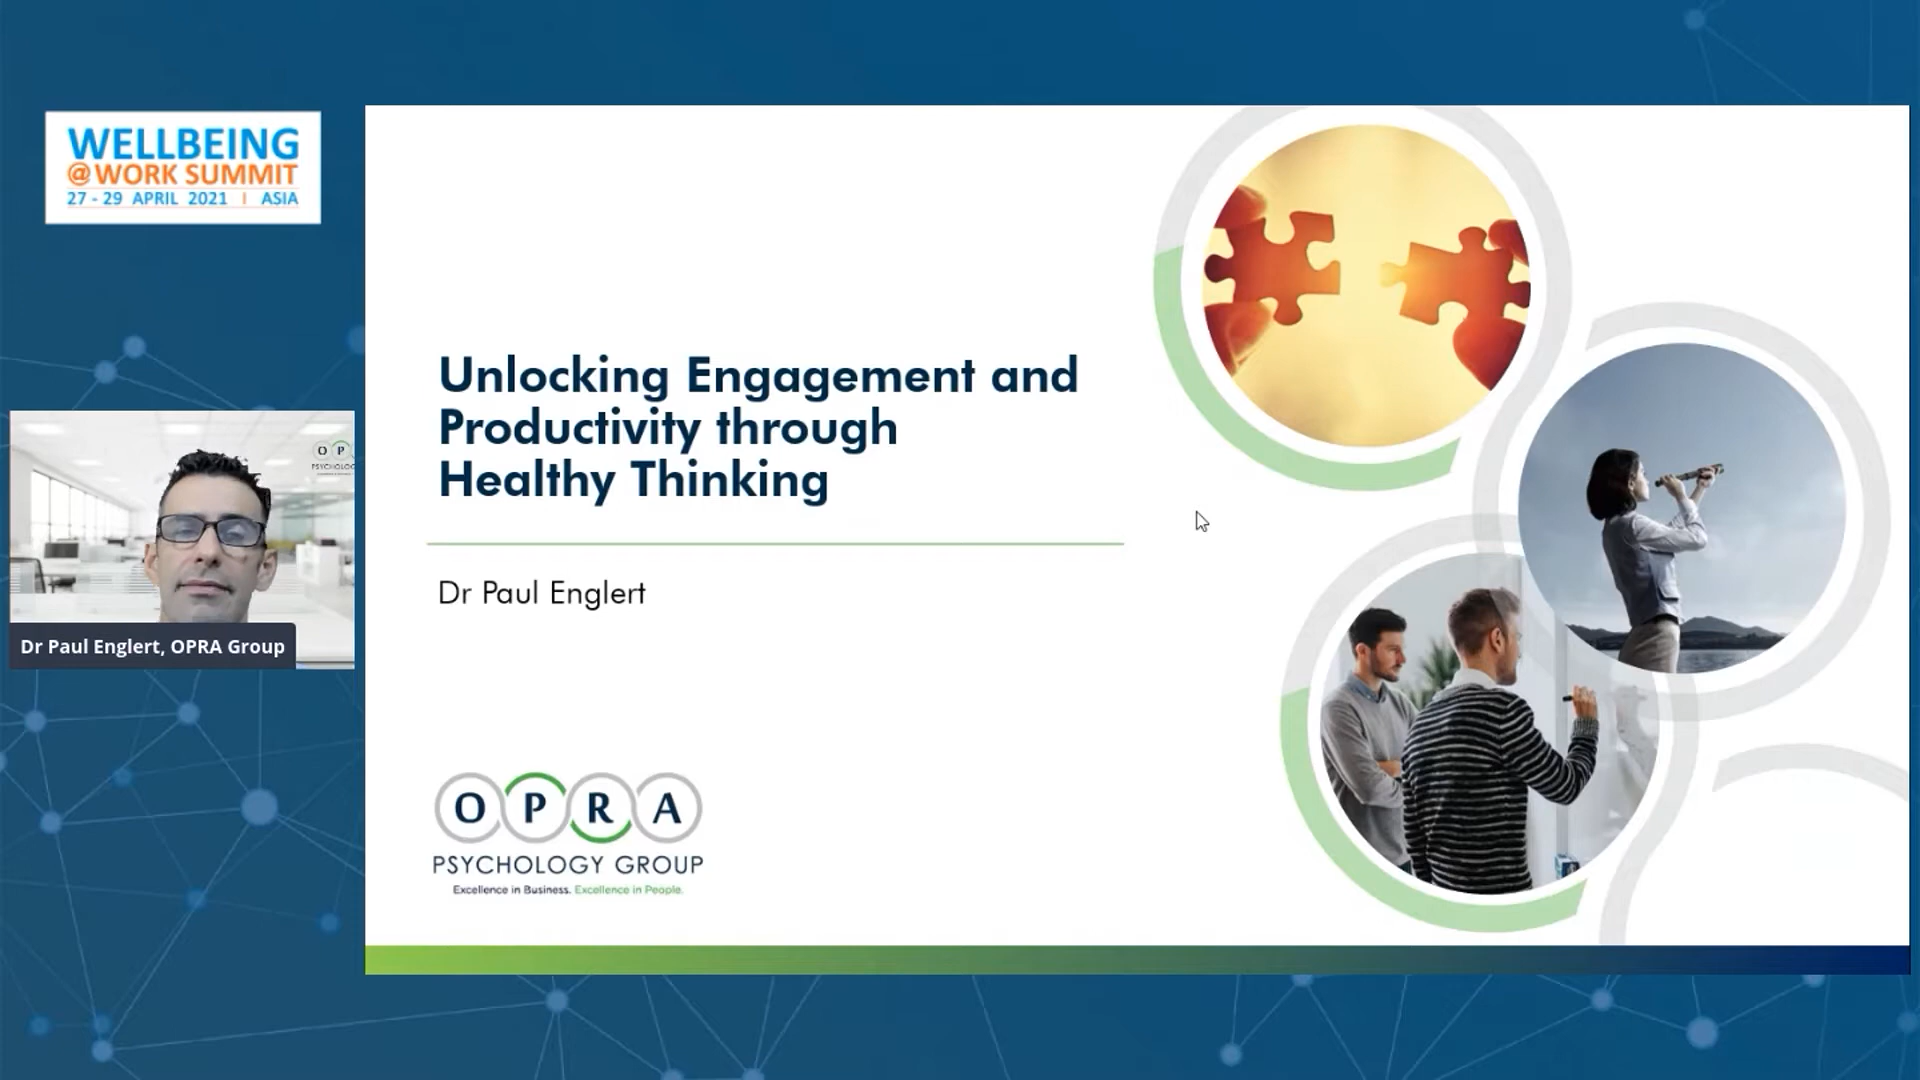 WELLBEING
@WORK SUMMIT
27 - 29 APRIL 2021 | ASIA
Unlocking Engagement and
Productivity through
Healthy Thinking
Dr Paul Englert
O P
PSYCHOLOG
Dr Paul Englert, OPRA Group
O P R A
PSYCHOLOGY GROUP
Excellence in Business. Excellence in People.